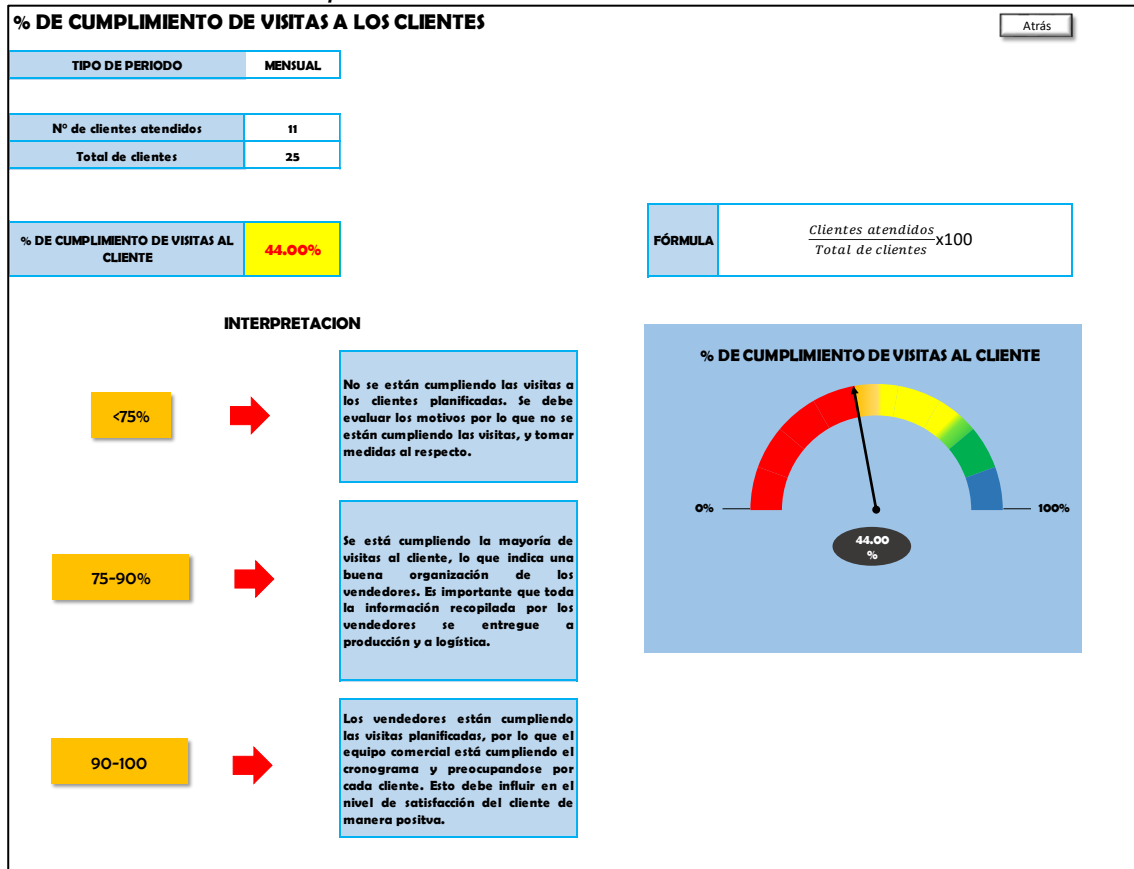 % DE CUMPLIMIENTO DE VISITAS A LOS CLIENTES
Atrás
TIPO DE PERIODO MENSUAL
N° de clientes atendidos 11
Total de clientes 25
% DE CUMPLIMIENTO DE VISITAS AL
CLIENTE
44.00%
FÓRMULA
Clientes atendidos
Total de clientes
x100
INTERPRETACION
<75%
No se están cumpliendo las visitas a
los clientes planificadas. Se debe
evaluar los motivos por lo que no se
están cumpliendo las visitas, y tomar
medidas al respecto.
75-90%
Se está cumpliendo la mayoría de
visitas al cliente, lo que indica una
buena organización de los
vendedores. Es importante que toda
la información recopilada por los
vendedores se entregue a
producción y a logística.
90-100
Los vendedores están cumpliendo
las visitas planificadas, por lo que el
equipo comercial está cumpliendo el
cronograma y preocupandose por
cada cliente. Esto debe influir en el
nivel de satisfacción del cliente de
manera positva.
% DE CUMPLIMIENTO DE VISITAS AL CLIENTE
0%
100%
44.00
%